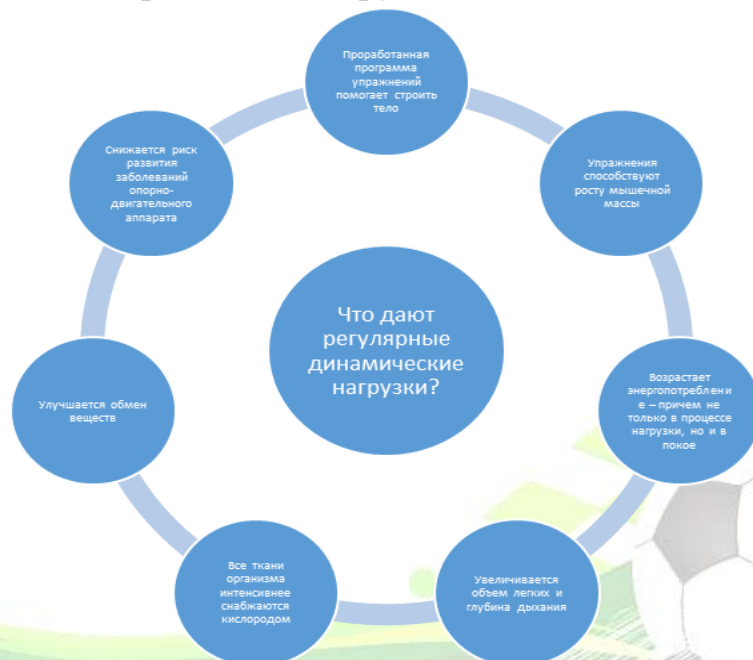 Проработанная
программа
упражнений
помогает строить
тело
Упражнения
способствуют
росту мышечной
массы
Возрастает
энергопотреблени
е – причем не
только в процессе
нагрузки, но и в
покое
Увеличивается
объем легких и
глубина дыхания
Все ткани
организма
интенсивнее
снабжаются
кислородом
Улучшается обмен
веществ
Снижается риск
развития
заболеваний
опорно-
двигательного
аппарата
Что дают
регулярные
динамические
нагрузки?